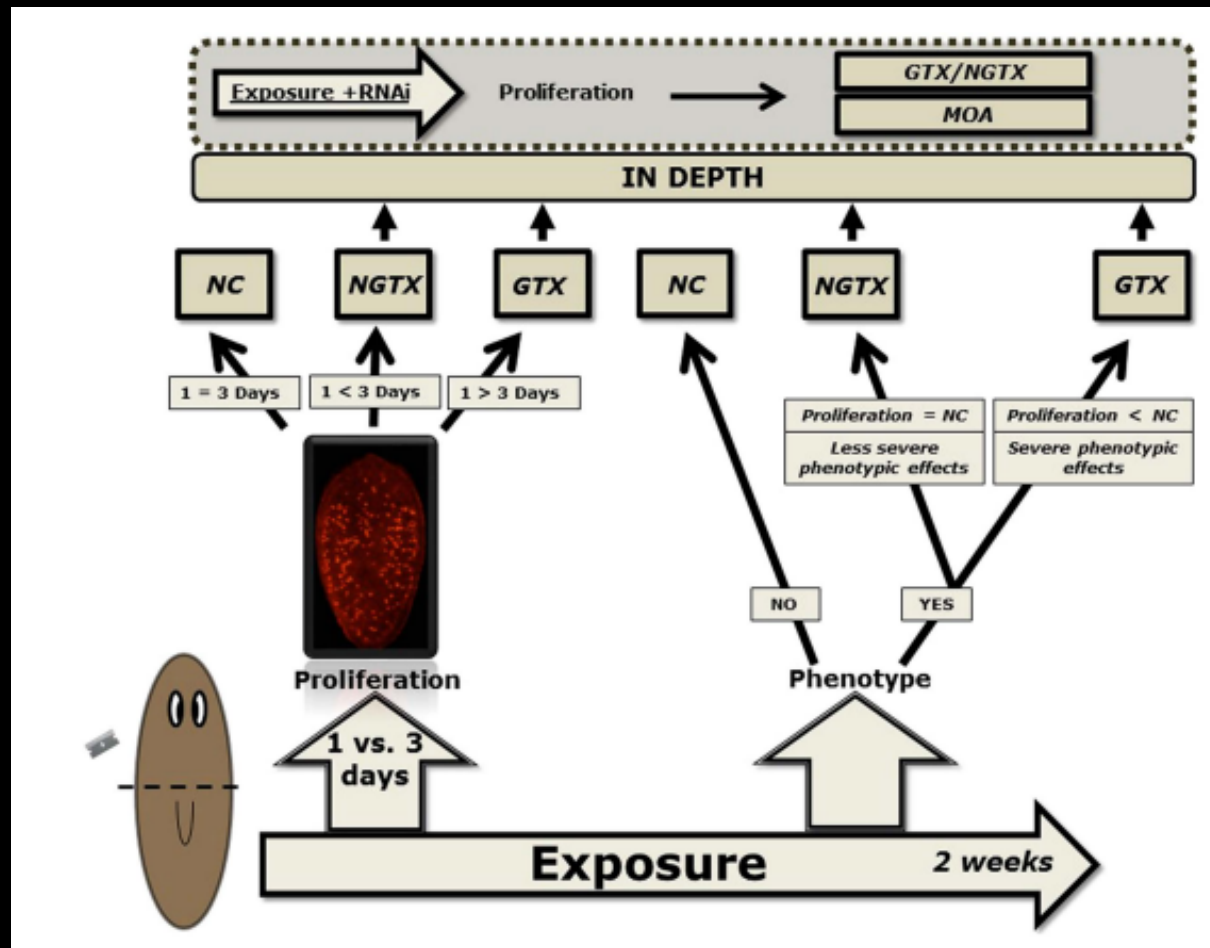 Exposure +RNAi
Proliferation
GTX/NGTX
MOA
IN DEPTH
NC
NGTX
GTX
NC
NGTX
GTX
1 = 3 Days
1 < 3 Days
1 > 3 Days
Proliferation = NC
Less severe
phenotypic effects
Proliferation < NC
Severe phenotypic
effects
NO
YES
Proliferation
Phenotype
1 vs. 3
days
Exposure
2 weeks